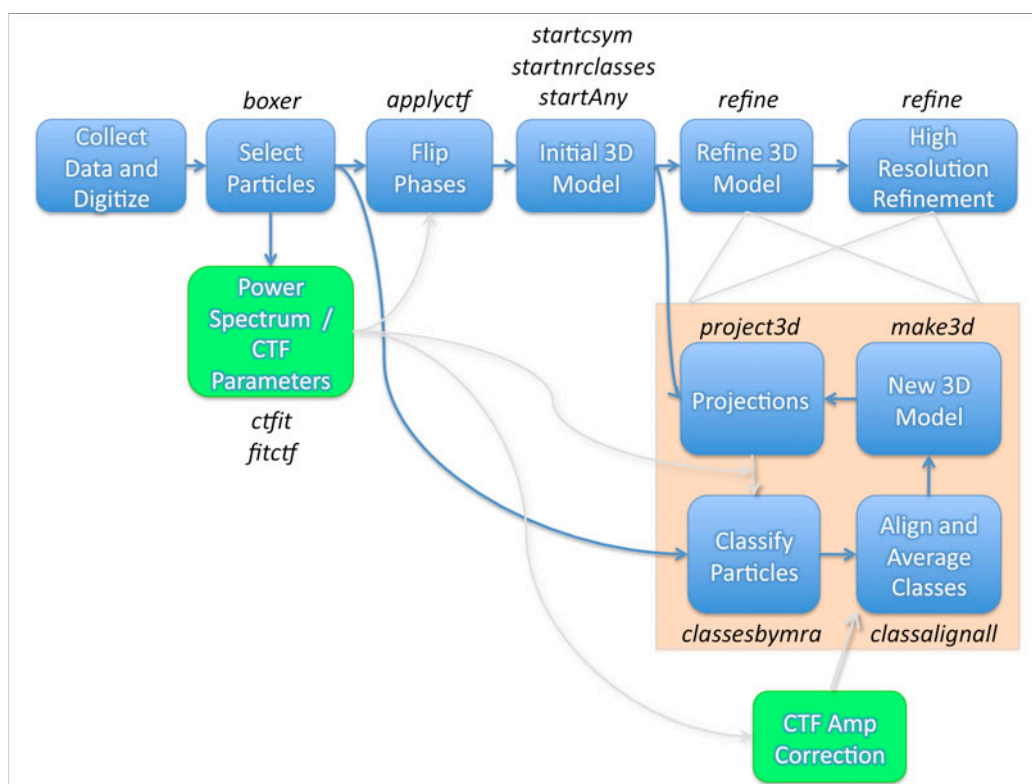 startcsym
startnrclasses
startAny
boxer
applyctf
refine
refine
Collect
Data and
Digitize
Select
Particles
Flip
Phases
Initial 3D
Model
Refine 3D
Model
High
Resolution
Refinement
Power
Spectrum /
CTF
Parameters
ctfit
fitctf
project3d
make3d
Projections
New 3D
Model
Classify
Particles
Align and
Average
Classes
classesbymra
classalignall
CTF Amp
Correction